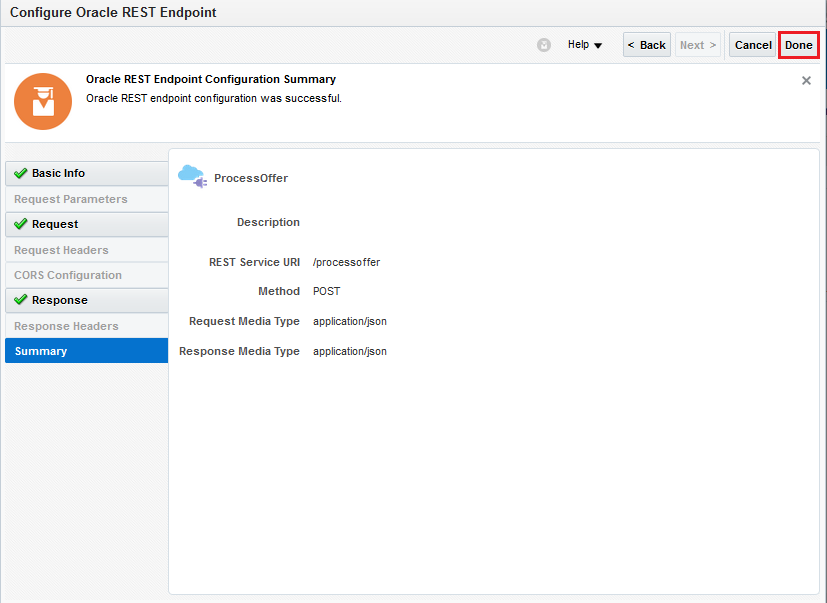 Configure Oracle REST Endpoint
Help
< Back
Next >
Cancel
Done
Oracle REST Endpoint Configuration Summary
Oracle REST endpoint configuration was successful.
Basic Info
Request Parameters
Request
Request Headers
CORS Configuration
Response
Response Headers
Summary
ProcessOffer
Description
REST Service URI /processoffer
Method POST
Request Media Type application/json
Response Media Type application/json